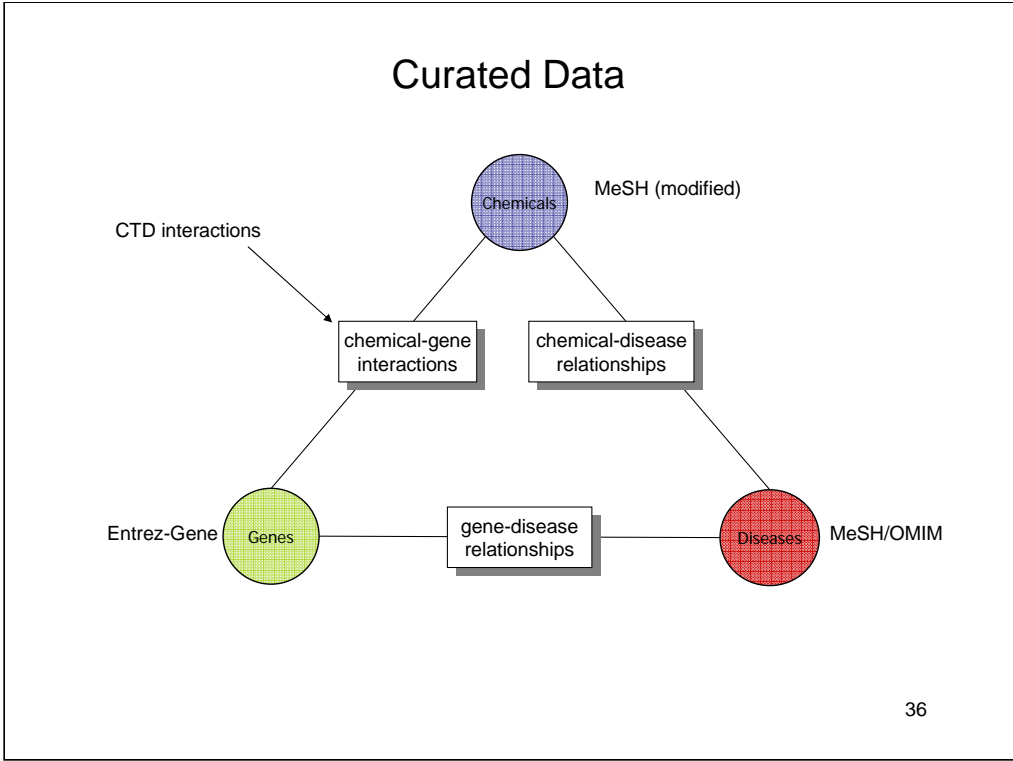 Curated Data
Chemicals
MeSH (modified)
CTD interactions
chemical-gene
interactions
chemical-disease
relationships
Entrez-Gene
Genes
gene-disease
relationships
Diseases
MeSH/OMIM
36